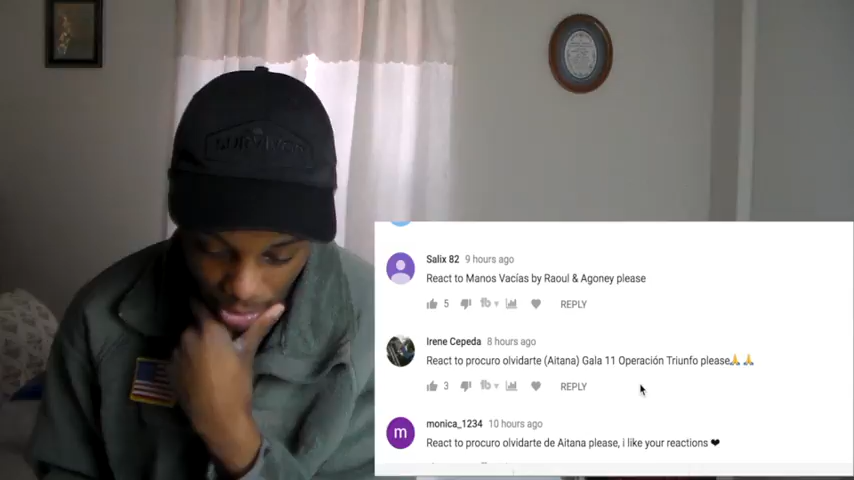 SURVIVOR
Salix 82 9 hours ago
React to Manos Vacías by Raoul & Agoney please
5 REPLY
Irene Cepeda 8 hours ago
React to procuro olvidarte (Aitana) Gala 11 Operación Triunfo please🙏🙏
3 REPLY
m
monica_1234 10 hours ago
React to procuro olvidarte de Aitana please, i like your reactions ❤